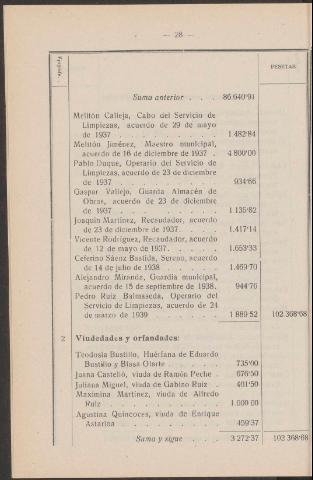 — 28 —
PESETAS
Suma anterior . . . 86 640'91
Melitón Calleja, Cabo del Servicio de
Limpiezas, acuerdo de 29 de mayo
de 1937 . . . . . . . . 1.482'84
Melitón Jiménez, Maestro municipal,
acuerdo de 16 de diciembre de 1937 . 4 800'00
Pablo Duque, Operario del Servicio de
Limpiezas, acuerdo de 23 de diciembre
de 1937 . . . . . . . . 934'66
Gaspar Vallejo, Guarda Almacén de
Obras, acuerdo de 23 de diciembre
de 1937 . . . . . . . . 1.135'82
Joaquín Martínez, Recaudador, acuerdo
de 23 de diciembre de 1937 . . . . 1.417'14
Vicente Rodríguez, Recaudador, acuerdo
de 12 de mayo de 1937. . . . . . 1.653'33
Ceferino Sáenz Bastida, Sereno, acuerdo
de 14 de julio de 1938 . . . . . 1.469'70
Alejandro Miranda, Guardia municipal,
acuerdo de 15 de septiembre de 1938. 944'76
Pedro Ruiz Balmaseda, Operario del
Servicio de Limpiezas, acuerdo de 24
de marzo de 1939 . . . . . . 1 889'52 102 368'68
2 Viudedades y orfandades:
Teodosia Bustillo, Huérfana de Eduardo
Bustillo y Blasa Olarte . . . . . 735'00
Juana Castelló, viuda de Ramón Peche . 676'50
Juliana Miguel, viuda de Gabino Ruiz . 401'50
Maximina Martínez, viuda de Alfredo
Ruiz . . . . . . . . . 1.000'00
Agustina Quincoces, viuda de Enrique
Astarloa . . . . . . . . 459'37
Suma y sigue . . . . 3 272'37 102 368'68